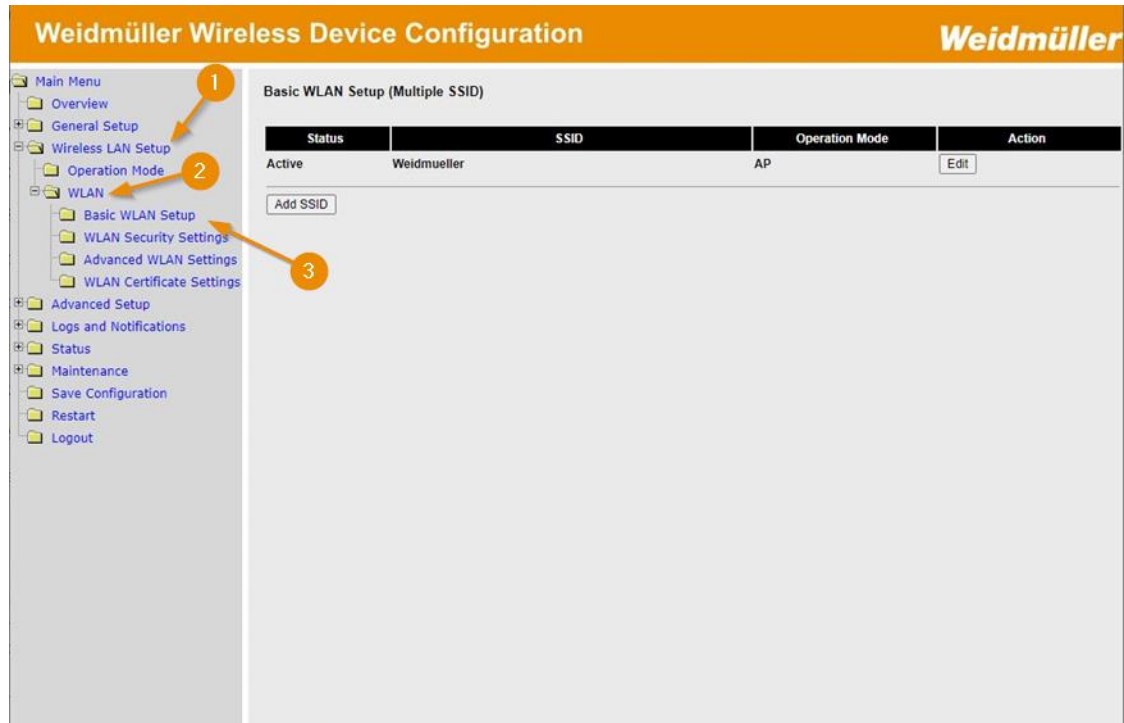 Weidmüller Wireless Device Configuration
Weidmüller
Main Menu
Overview
General Setup
Wireless LAN Setup
Operation Mode
WLAN
Basic WLAN Setup
WLAN Security Settings
Advanced WLAN Settings
WLAN Certificate Settings
Advanced Setup
Logs and Notifications
Status
Maintenance
Save Configuration
Restart
Logout
1
2
3
Basic WLAN Setup (Multiple SSID)
Status SSID Operation Mode Action
Active Weidmueller AP Edit
Add SSID